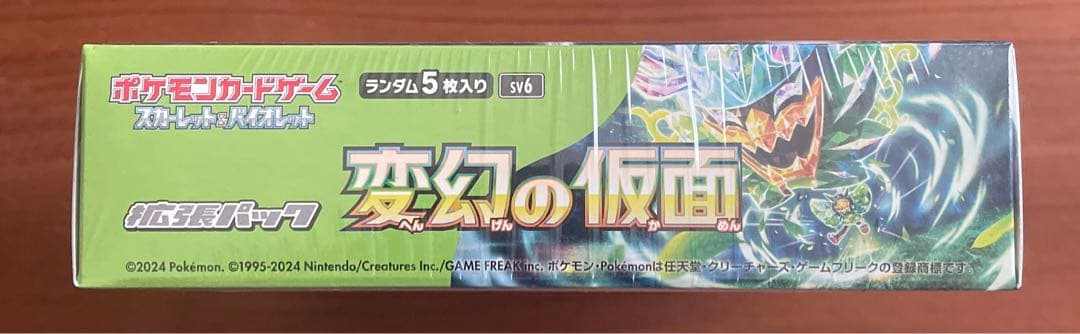 ポケモンカードゲーム
スカーレット&バイオレット
ランダム5枚入り SV6
拡張パック
変幻の仮面
へん げん か めん
©2024 Pokémon. ©1995-2024 Nintendo/Creatures Inc./GAME FREAK inc. ポケモン・Pokémonは任天堂・クリーチャーズ・ゲームフリークの登録商標です。